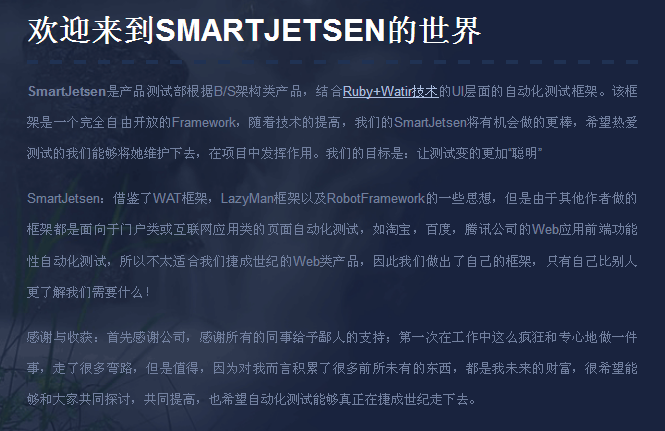 欢迎来到SMARTJETSEN的世界
SmartJetsen是产品测试部根据B/S架构类产品，结合Ruby+Watir技术的UI层面的自动化测试框架。该框
架是一个完全自由开放的Framework，随着技术的提高，我们的SmartJetsen将有机会做的更棒，希望热爱
测试的我们能够将她维护下去，在项目中发挥作用。我们的目标是：让测试变的更加“聪明”
SmartJetsen：借鉴了WAT框架，LazyMan框架以及RobotFramework的一些思想，但是由于其他作者做的
框架都是面向于门户类或互联网应用类的页面自动化测试，如淘宝，百度，腾讯公司的Web应用前端功能
性自动化测试，所以不太适合我们捷成世纪的Web类产品，因此我们做出了自己的框架，只有自己比别人
更了解我们需要什么！
感谢与收获：首先感谢公司，感谢所有的同事给予鄙人的支持；第一次在工作中这么疯狂和专心地做一件
事，走了很多弯路，但是值得，因为对我而言积累了很多前所未有的东西，都是我未来的财富，很希望能
够和大家共同探讨，共同提高，也希望自动化测试能够真正在捷成世纪走下去。